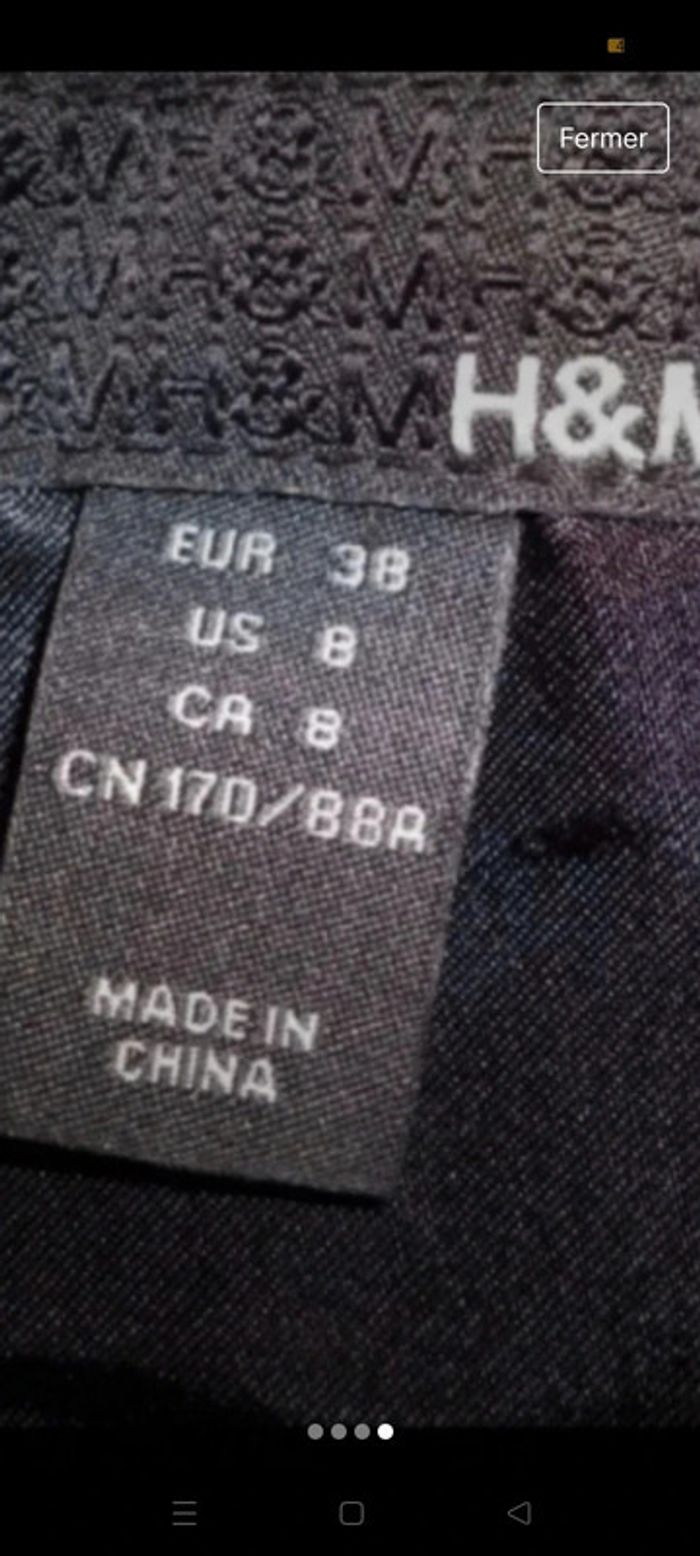 Fermer
H&M
H&M
H&M
H&M
EUR 38
US 8
CA 8
CN 170/88A
MADE IN
CHINA